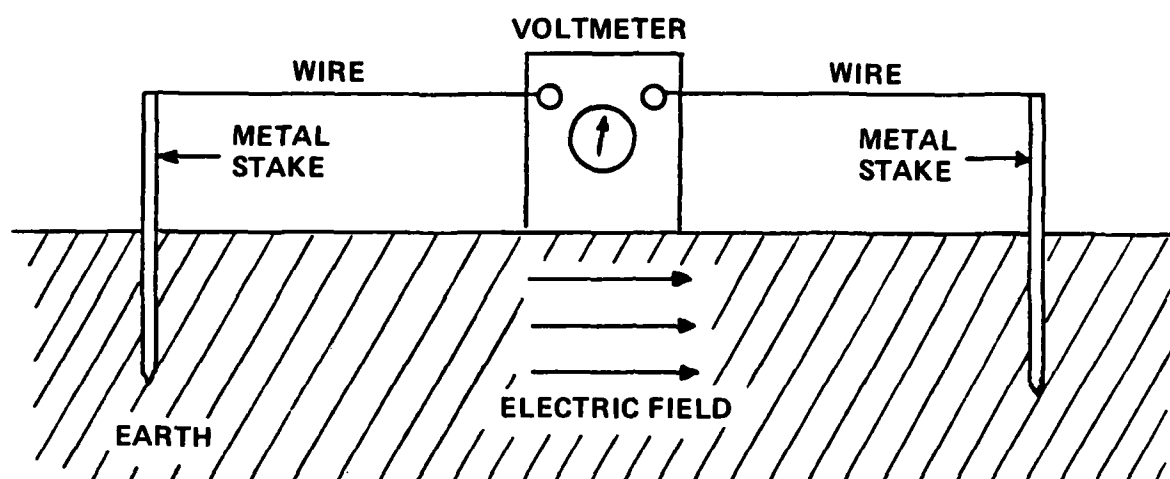 VOLTMETER
WIRE
WIRE
METAL
STAKE
METAL
STAKE
ELECTRIC FIELD
EARTH